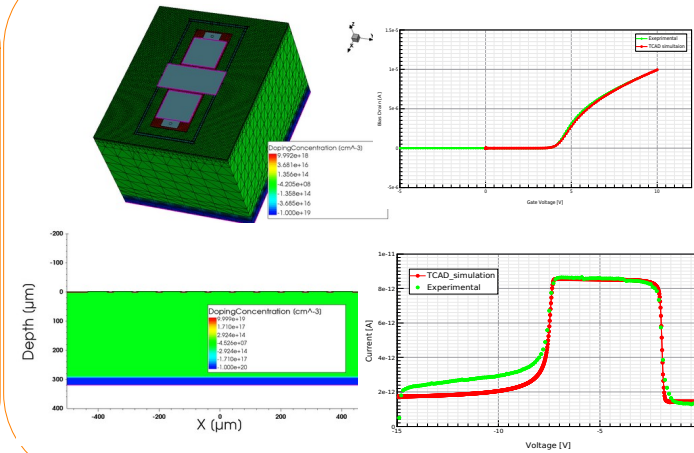 DopingConcentration (cm^-3)
9.992e+18
3.681e+16
1.356e+14
-4.205e+08
-1.358e+14
-3.685e+16
-1.000e+19
1.5e-5
1e-5
5e-6
0
-5e-6
Bias Drain [A]
0
5
10
Gate Voltage [V]
Exeprimental
TCAD simultaion
-200
-100
0
100
200
300
400
Depth (µm)
DopingConcentration (cm^-3)
9.999e+19
1.710e+17
2.924e+14
-4.526e+07
-2.924e+14
-1.710e+17
-1.000e+20
-400
-200
0
200
400
X (µm)
1e-11
8e-12
6e-12
4e-12
2e-12
0
Current [A]
TCAD_simulation
Experimental
-15
-10
-5
Voltage [V]